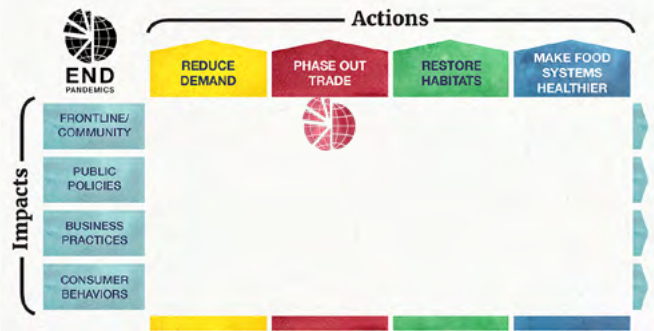 Actions
END
PANDEMICS
REDUCE
DEMAND
PHASE OUT
TRADE
RESTORE
HABITATS
MAKE FOOD
SYSTEMS
HEALTHIER
Impacts
FRONTLINE/
COMMUNITY
PUBLIC
POLICIES
BUSINESS
PRACTICES
CONSUMER
BEHAVIORS